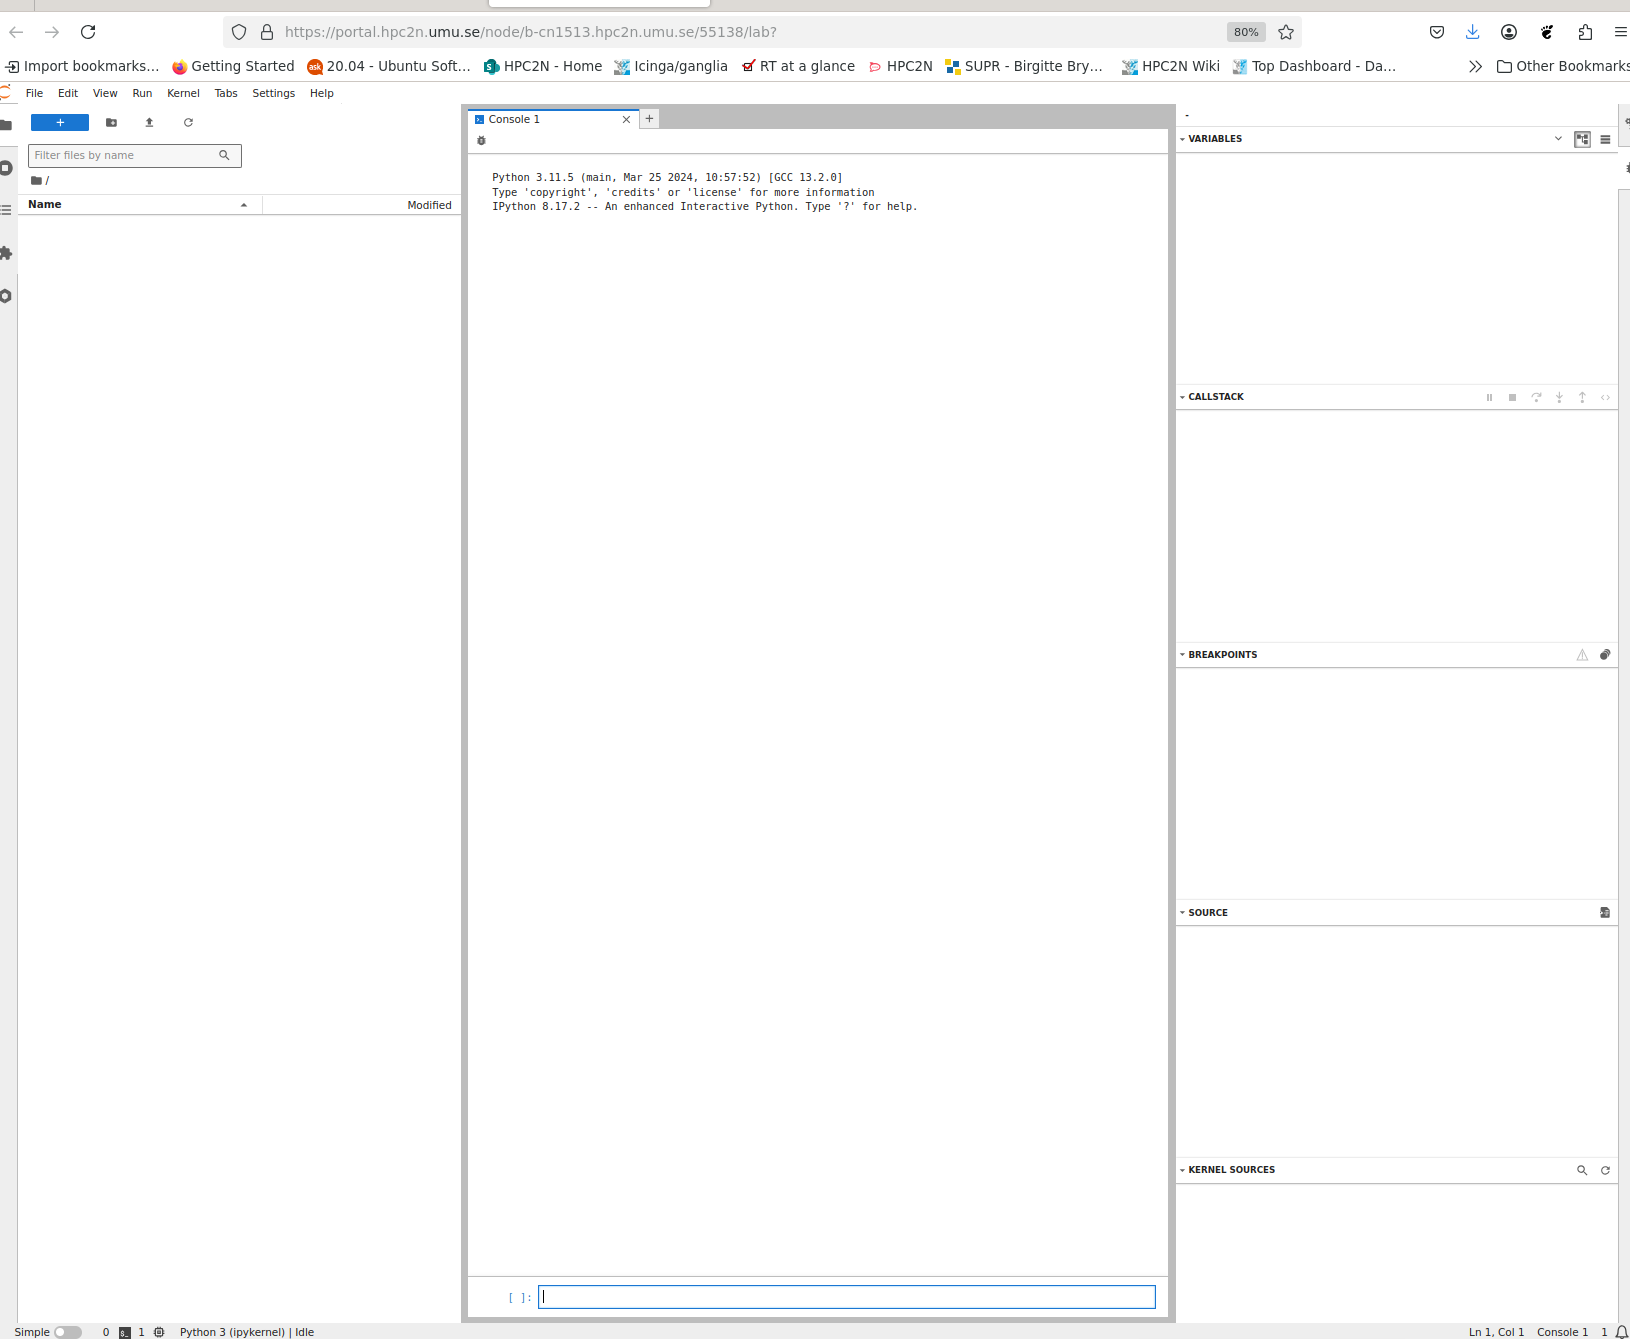 https://portal.hpc2n.umu.se/node/b-cn1513.hpc2n.umu.se/55138/lab?
80%
Import bookmarks... Getting Started 20.04 - Ubuntu Soft... HPC2N - Home Icinga/ganglia RT at a glance HPC2N SUPR - Birgitte Bry... HPC2N Wiki Top Dashboard - Da... Other Bookmarks
File Edit View Run Kernel Tabs Settings Help
+
Filter files by name
/
Name Modified
Console 1
+
Python 3.11.5 (main, Mar 25 2024, 10:57:52) [GCC 13.2.0]
Type 'copyright', 'credits' or 'license' for more information
IPython 8.17.2 -- An enhanced Interactive Python. Type '?' for help.
[ ]:
-
VARIABLES
CALLSTACK
BREAKPOINTS
SOURCE
KERNEL SOURCES
Simple 0 1 Python 3 (ipykernel) | Idle Ln 1, Col 1 Console 1 1